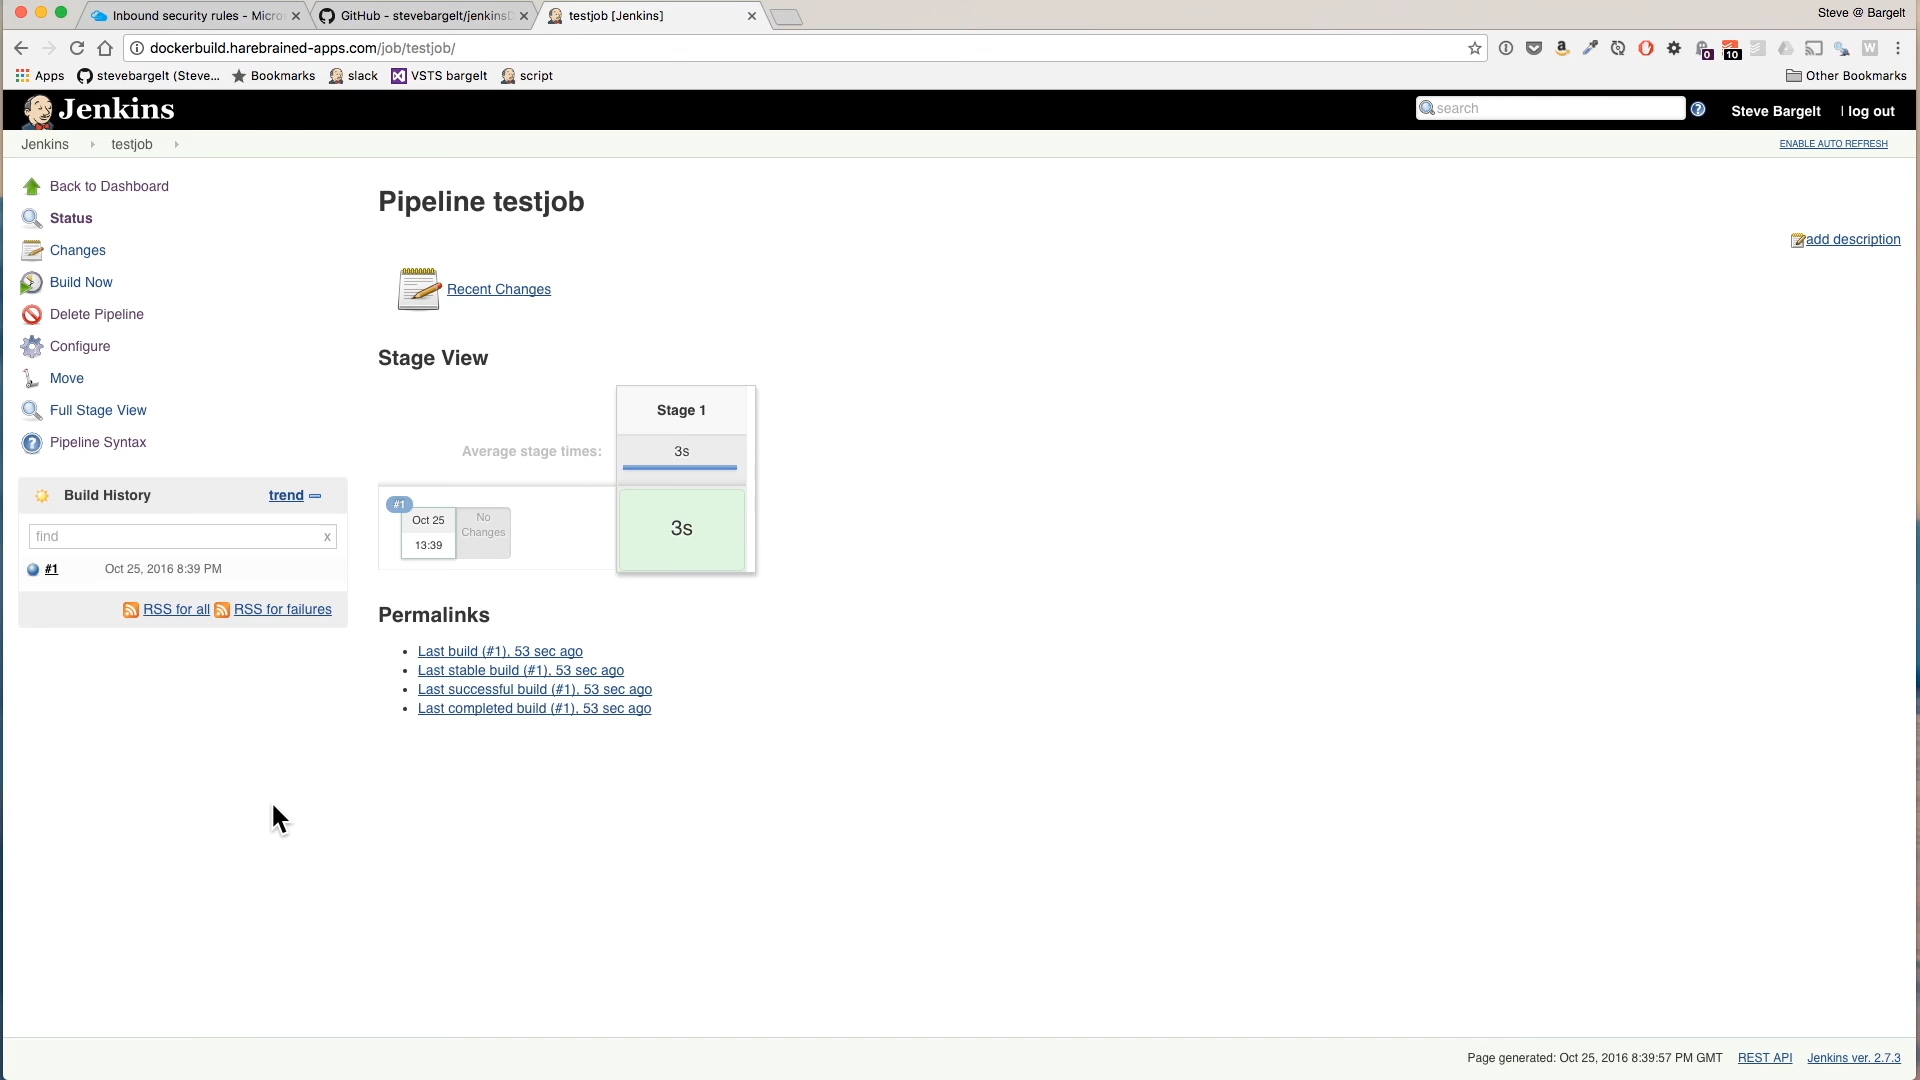 Inbound security rules - Micro
GitHub - stevebargelt/jenkinsD
testjob [Jenkins]
Steve @ Bargelt
dockerbuild.harebrained-apps.com/job/testjob/
0
10
Apps
stevebargelt (Steve...
Bookmarks
slack
VSTS bargelt
script
Other Bookmarks
Jenkins
search
Steve Bargelt
| log out
Jenkins
testjob
ENABLE AUTO REFRESH
Back to Dashboard
Status
Changes
Build Now
Delete Pipeline
Configure
Move
Full Stage View
Pipeline Syntax
Build History
trend
find
x
#1
Oct 25, 2016 8:39 PM
RSS for all
RSS for failures
Pipeline testjob
add description
Recent Changes
Stage View
Stage 1
Average stage times:
3s
#1
Oct 25
13:39
No
Changes
3s
Permalinks
Last build (#1), 53 sec ago
Last stable build (#1), 53 sec ago
Last successful build (#1), 53 sec ago
Last completed build (#1), 53 sec ago
Page generated: Oct 25, 2016 8:39:57 PM GMT
REST API
Jenkins ver. 2.7.3